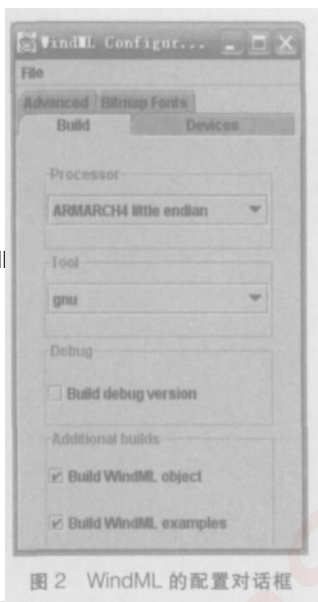 WindML Configur...
File
Advanced Bitmap Fonts
Build Devices
Processor
ARMARCH4 little endian
Tool
gnu
Debug
Build debug version
Additional builds
Build WindML object
Build WindML examples
图 2 WindML 的配置对话框